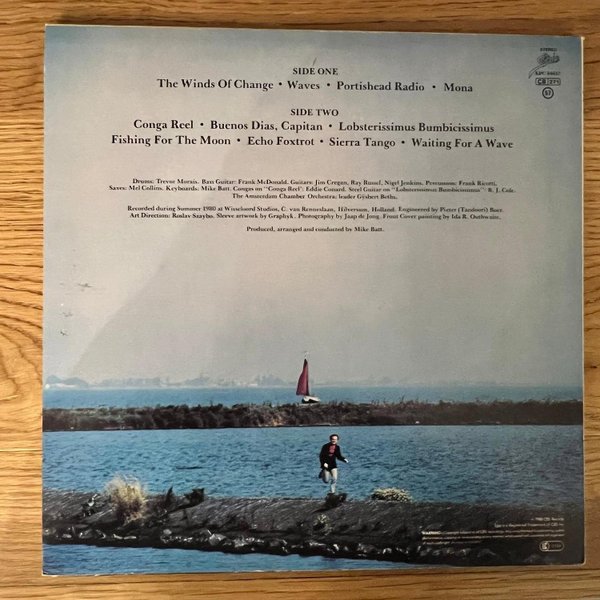 STEREO
Epic
SIDE ONE
The Winds Of Change • Waves • Portishead Radio • Mona
SIDE TWO
Conga Reel • Buenos Dias, Capitan • Lobsterissimus Bumbicissimus
Fishing For The Moon • Echo Foxtrot • Sierra Tango • Waiting For A Wave
Drums: Trevor Morais. Bass Guitar: Frank McDonald. Guitars: Jim Cregan, Ray Russel, Nigel Jenkins. Percussion: Frank Ricotti,
Saxes: Mel Collins. Keyboards: Mike Batt. Congas on "Conga Reel": Eddie Conard. Steel Guitar on "Lobsterissimus Bumbicissimus": B. J. Cole.
The Amsterdam Chamber Orchestra: leader Gijsbert Beths.
Recorded during Summer 1980 at Wisseloord Studios, C. van Renneslaan, Hilversum, Holland. Engineered by Pieter (Tandoori) Boer.
Art Direction: Roslav Szaybo. Sleeve artwork by Graphyk. Photography by Jaap de Jong. Front Cover painting by Ida R. Outhwaite.
Produced, arranged and conducted by Mike Batt.
WARNING: